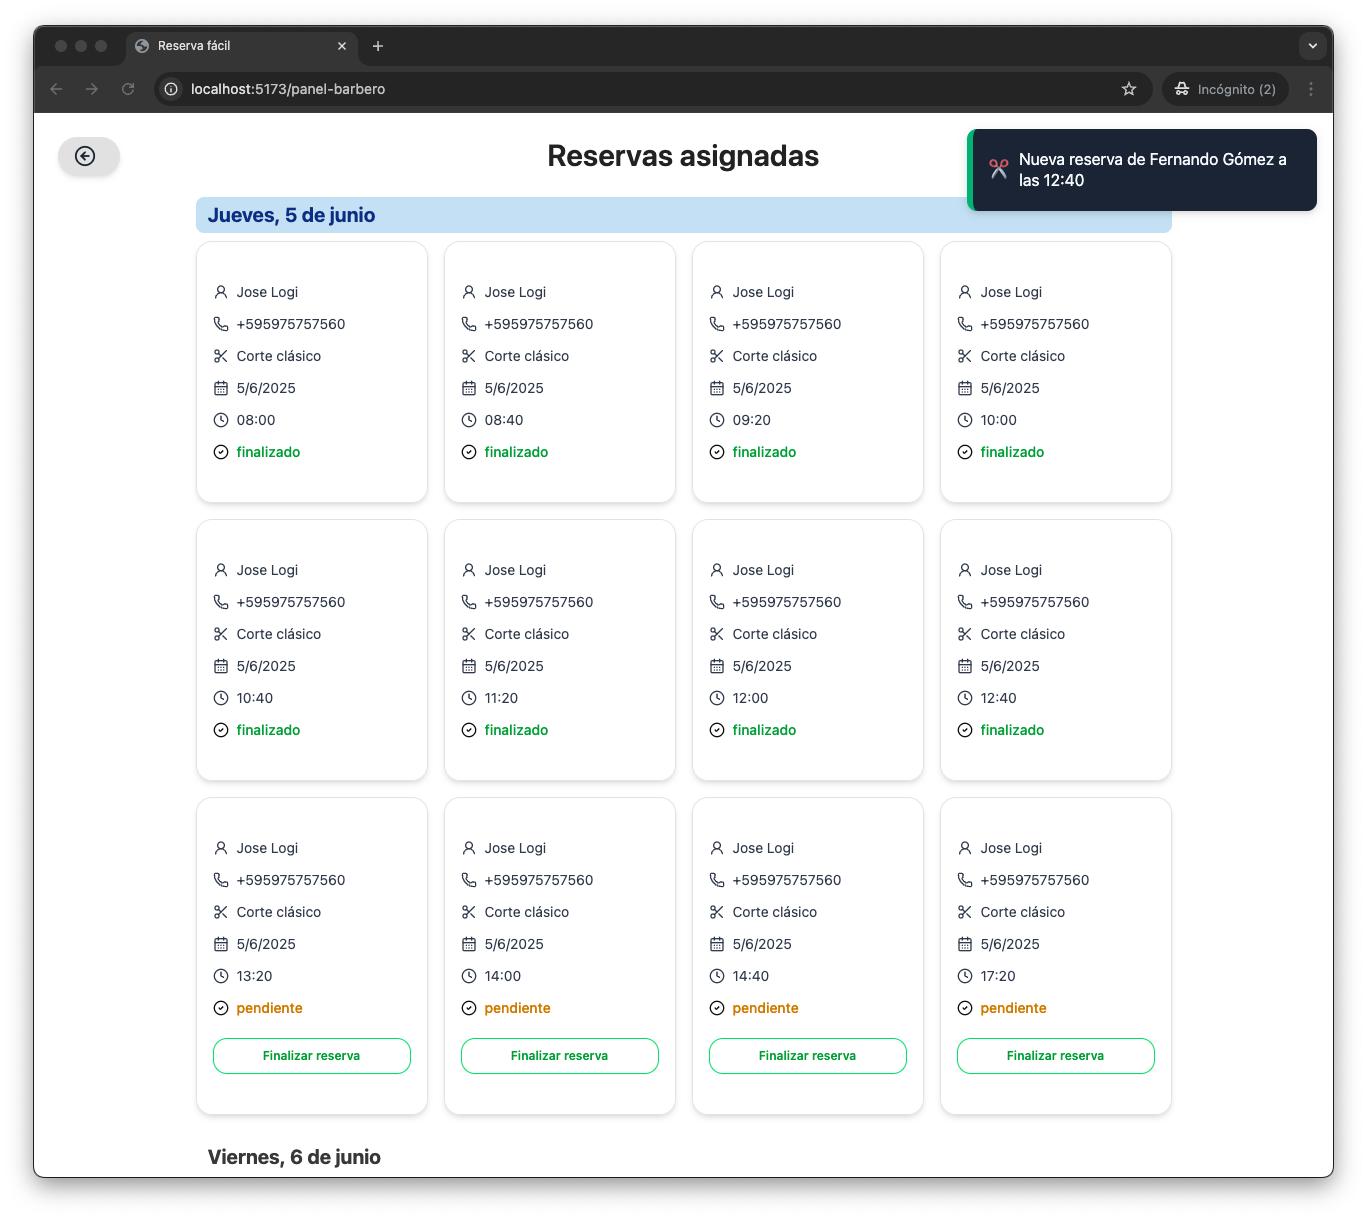 Reserva fácil
localhost:5173/panel-barbero
Incógnito (2)
Reservas asignadas
Nueva reserva de Fernando Gómez a
las 12:40
Jueves, 5 de junio
Jose Logi
+595975757560
Corte clásico
5/6/2025
08:00
finalizado
Jose Logi
+595975757560
Corte clásico
5/6/2025
08:40
finalizado
Jose Logi
+595975757560
Corte clásico
5/6/2025
09:20
finalizado
Jose Logi
+595975757560
Corte clásico
5/6/2025
10:00
finalizado
Jose Logi
+595975757560
Corte clásico
5/6/2025
10:40
finalizado
Jose Logi
+595975757560
Corte clásico
5/6/2025
11:20
finalizado
Jose Logi
+595975757560
Corte clásico
5/6/2025
12:00
finalizado
Jose Logi
+595975757560
Corte clásico
5/6/2025
12:40
finalizado
Jose Logi
+595975757560
Corte clásico
5/6/2025
13:20
pendiente
Finalizar reserva
Jose Logi
+595975757560
Corte clásico
5/6/2025
14:00
pendiente
Finalizar reserva
Jose Logi
+595975757560
Corte clásico
5/6/2025
14:40
pendiente
Finalizar reserva
Jose Logi
+595975757560
Corte clásico
5/6/2025
17:20
pendiente
Finalizar reserva
Viernes, 6 de junio